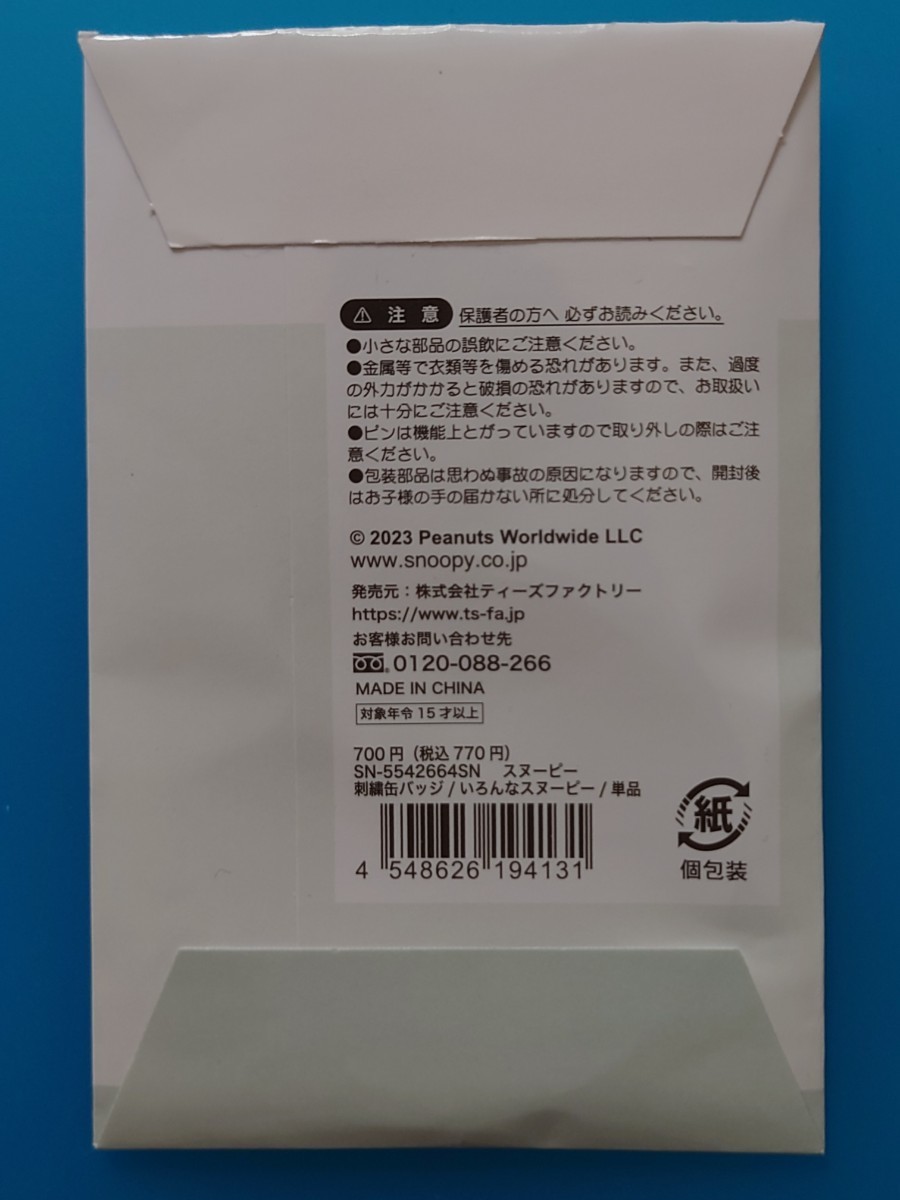 ⚠ 注 意 保護者の方へ 必ずお読みください。
●小さな部品の誤飲にご注意ください。
●金属等で衣類等を傷める恐れがあります。また、過度
の外力がかかると破損の恐れがありますので、お取扱い
には十分にご注意ください。
●ピンは機能上とがっていますので取り外しの際はご注
意ください。
●包装部品は思わぬ事故の原因になりますので、開封後
はお子様の手の届かない所に処分してください。
© 2023 Peanuts Worldwide LLC
www.snoopy.co.jp
発売元：株式会社ティーズファクトリー
https://www.ts-fa.jp
お客様お問い合わせ先
0120-088-266
MADE IN CHINA
対象年令15才以上
700円（税込770円）
SN-5542664SN スヌーピー
刺繍缶バッジ/いろんなスヌーピー/単品
4 548626 194131
紙
個包装